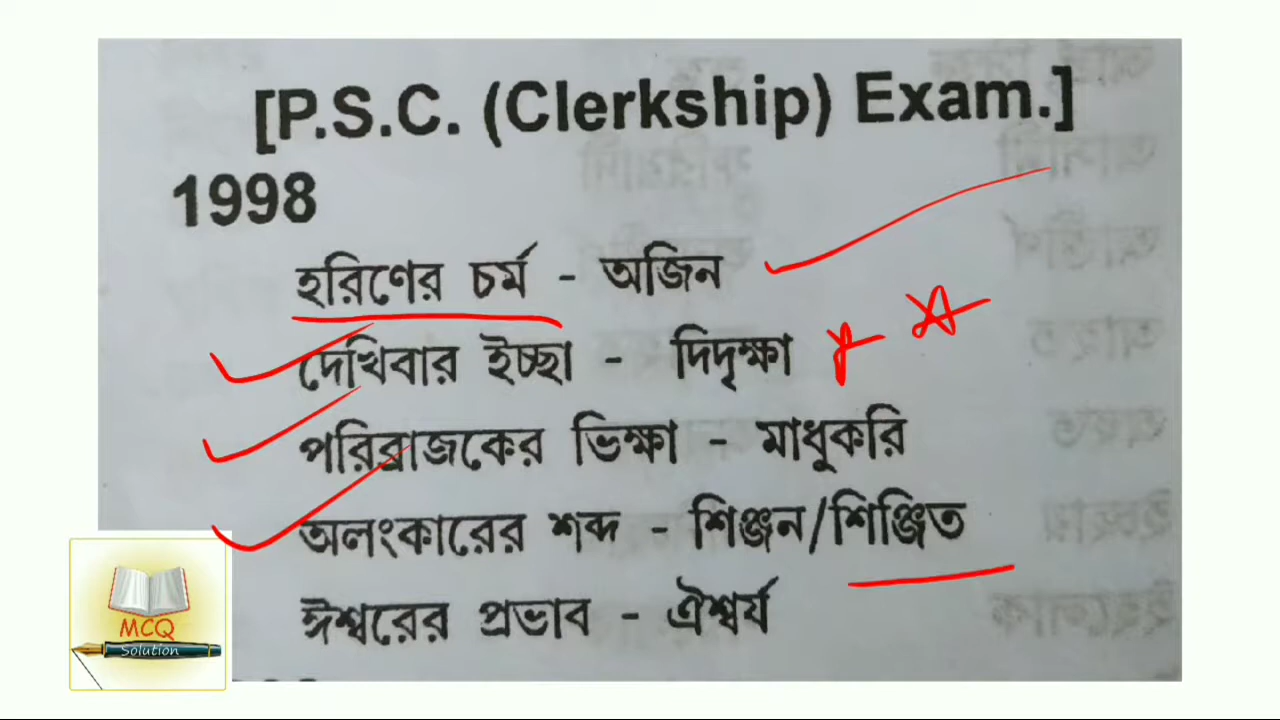 [P.S.C. (Clerkship) Exam.]
1998
হরিণের চর্ম - অজিন
দেখিবার ইচ্ছা - দিদৃক্ষা
পরিব্রাজকের ভিক্ষা - মাধুকরি
অলংকারের শব্দ - শিঞ্জন/শিঞ্জিত
ঈশ্বরের প্রভাব - ঐশ্বর্য
MCQ
Solution